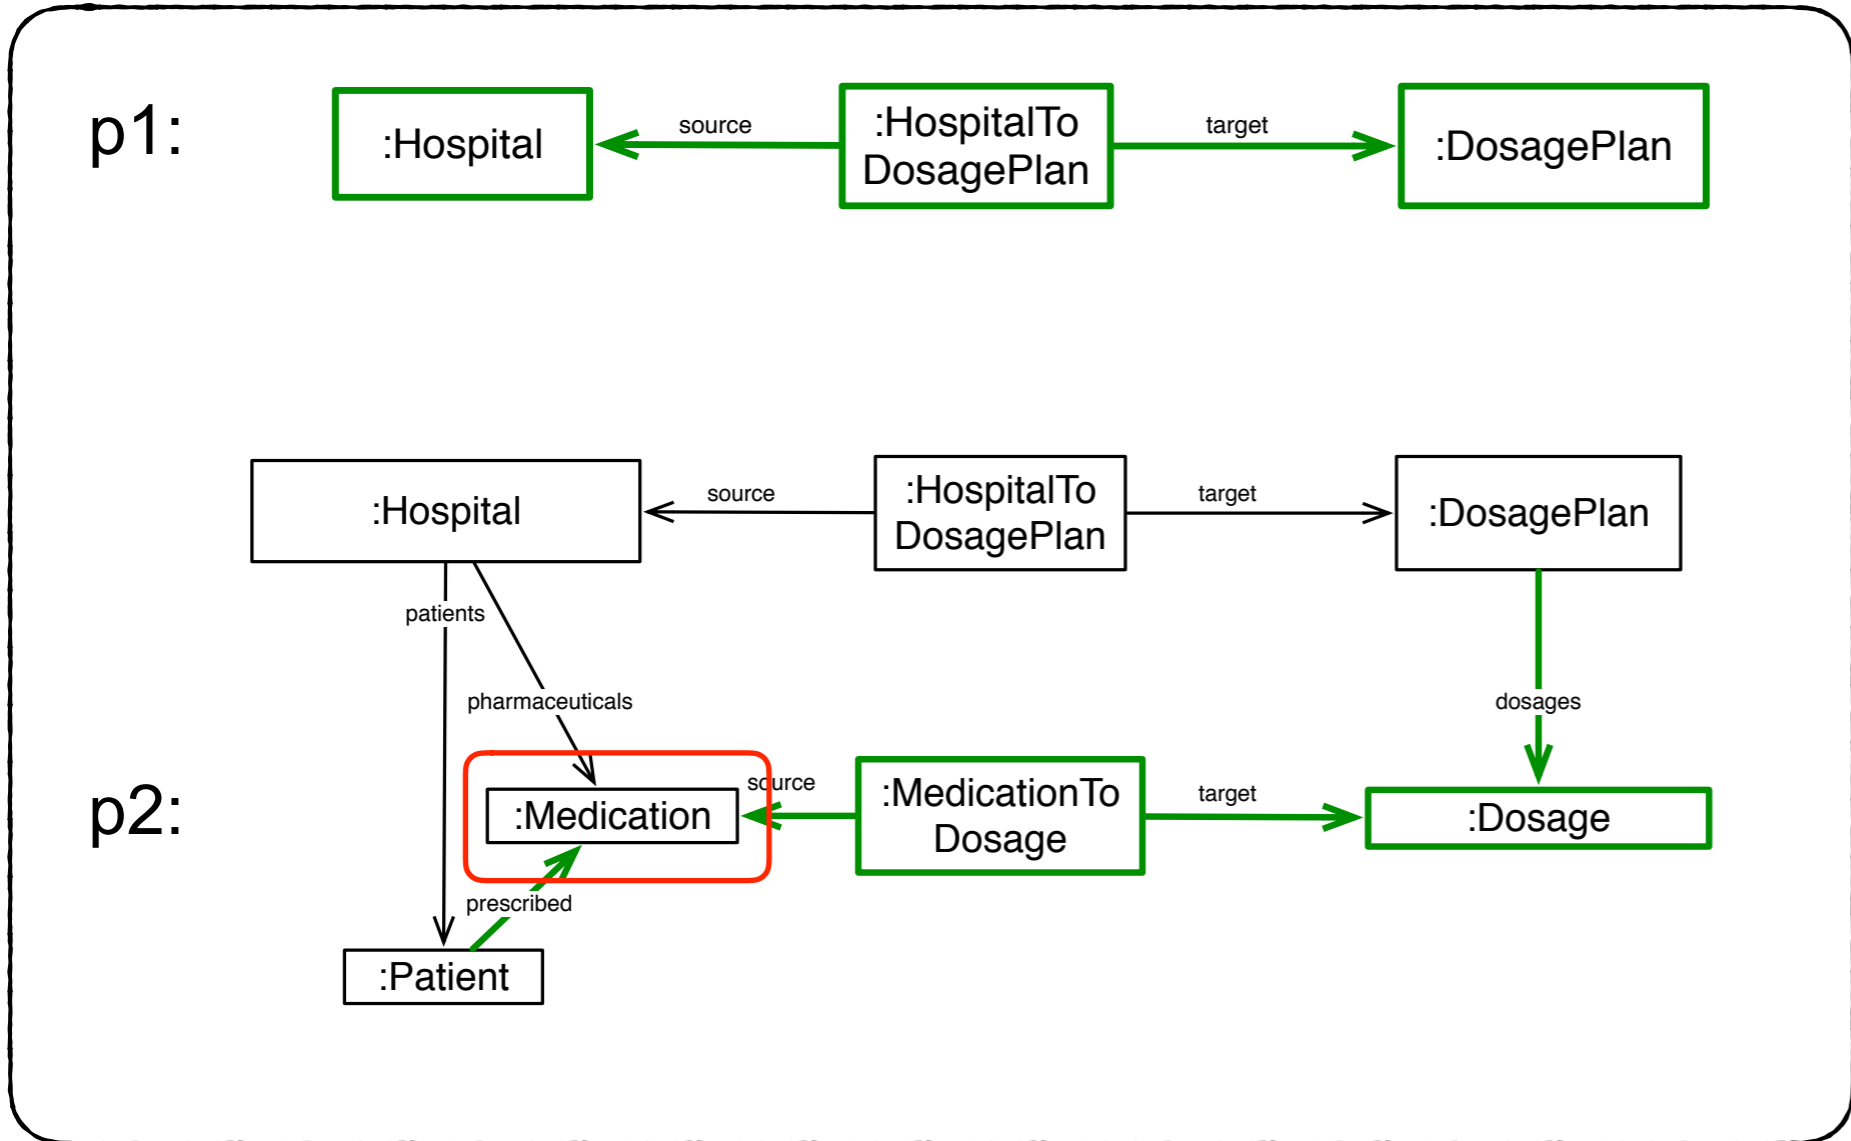 p1:
:Hospital
source
:HospitalTo
DosagePlan
target
:DosagePlan
:Hospital
source
:HospitalTo
DosagePlan
target
:DosagePlan
patients
pharmaceuticals
dosages
p2:
:Medication
source
:MedicationTo
Dosage
target
:Dosage
prescribed
:Patient